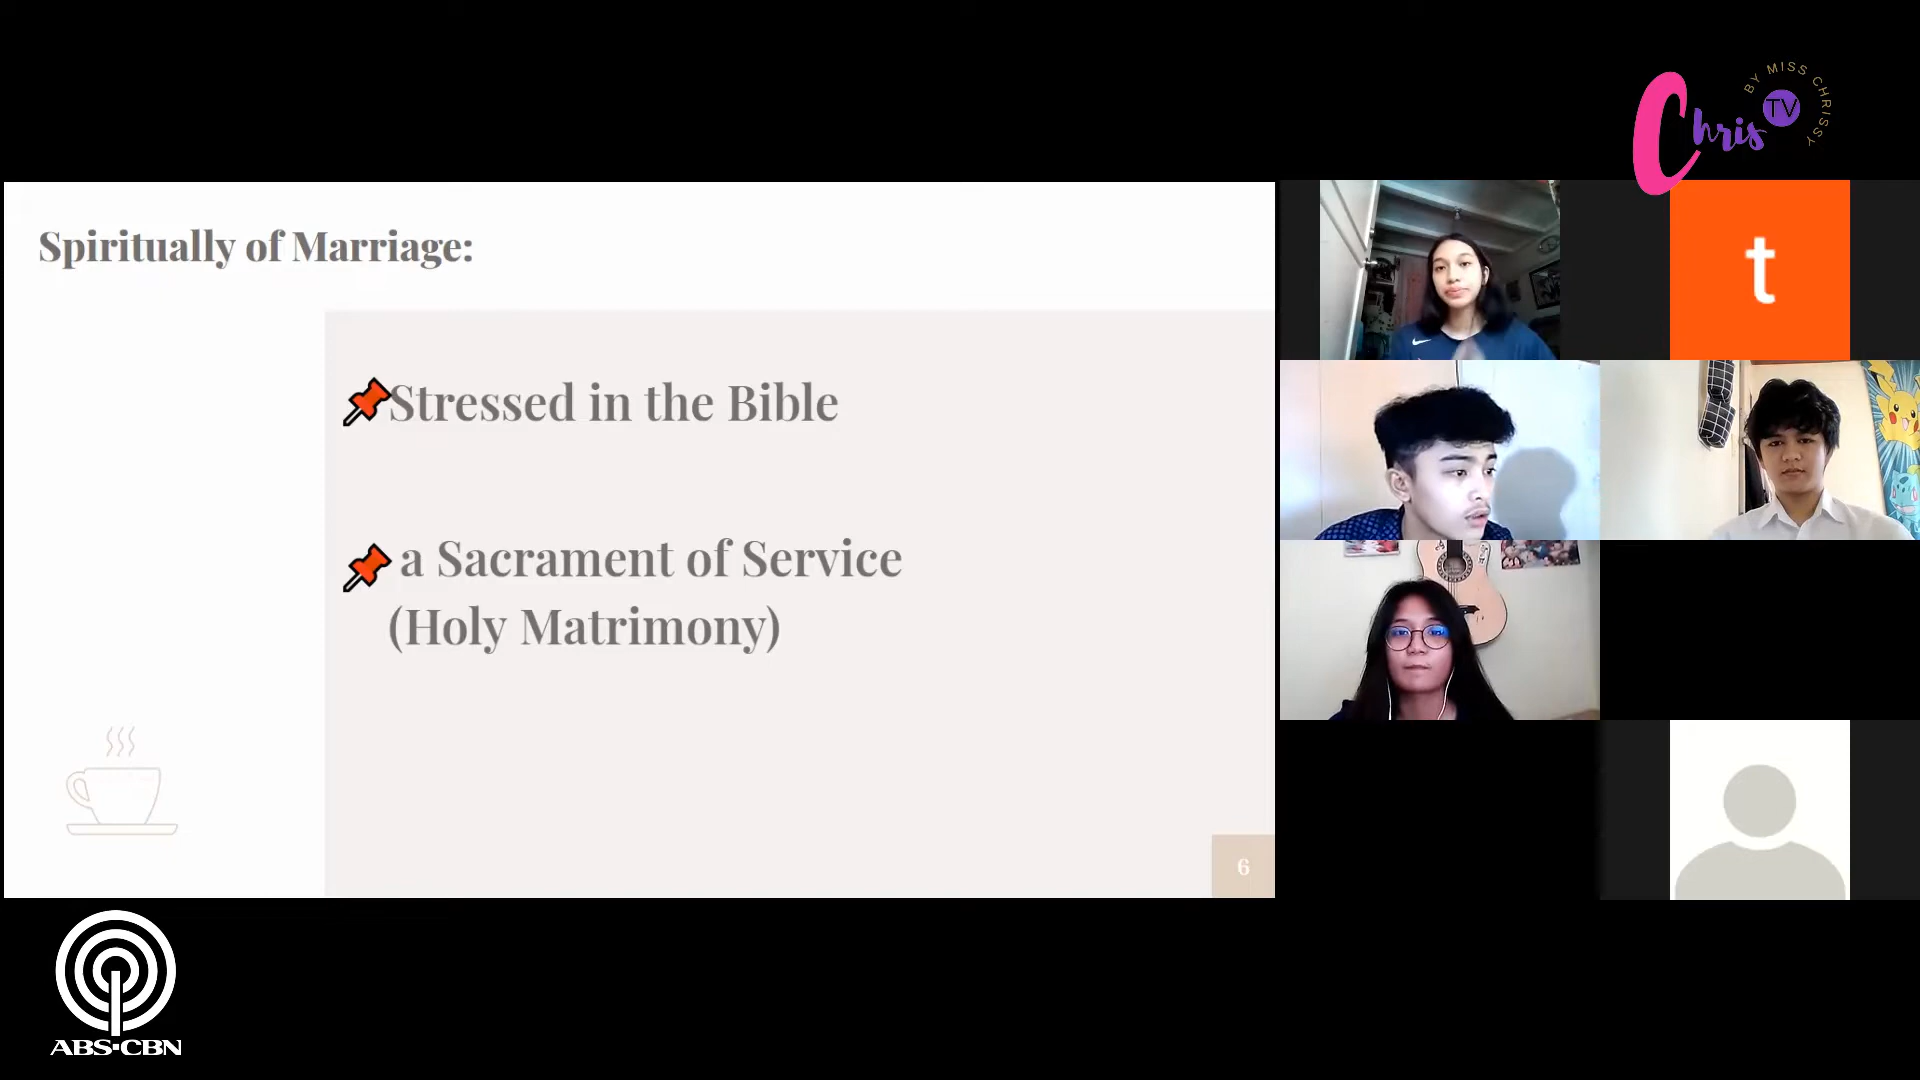 Chris TV
BY MISS CHRISSY
Spiritually of Marriage:
t
Stressed in the Bible
a Sacrament of Service
(Holy Matrimony)
6
ABS-CBN